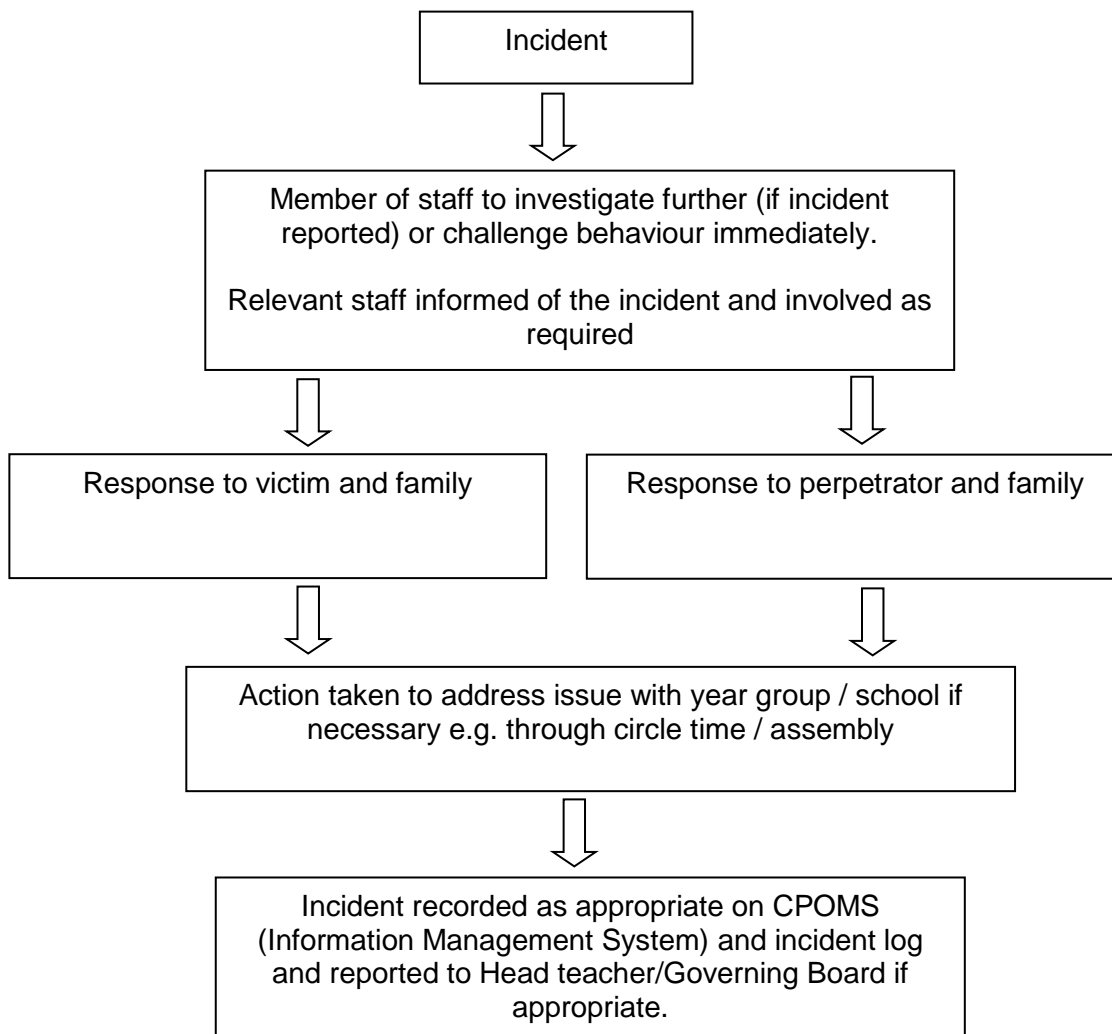 Incident
Member of staff to investigate further (if incident
reported) or challenge behaviour immediately.
Relevant staff informed of the incident and involved as
required
Response to victim and family
Response to perpetrator and family
Action taken to address issue with year group / school if
necessary e.g. through circle time / assembly
Incident recorded as appropriate on CPOMS
(Information Management System) and incident log
and reported to Head teacher/Governing Board if
appropriate.